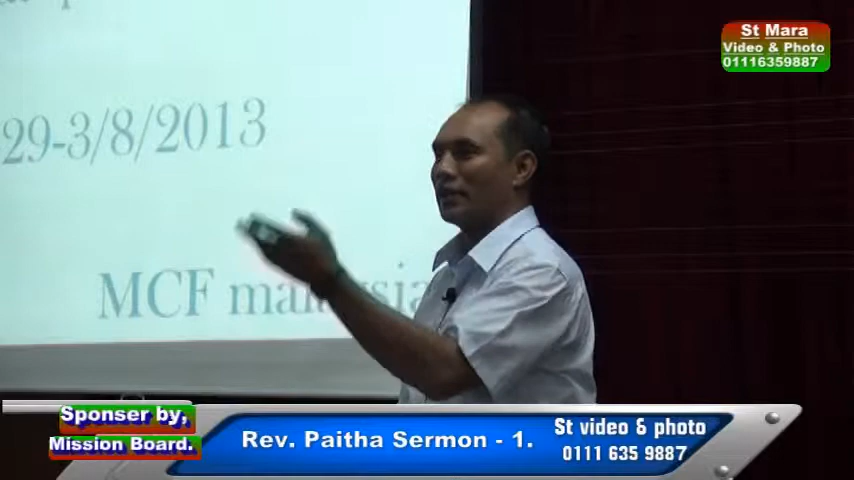 St Mara
Video & Photo
01116359887
29-3/8/2013
MCF malaysia
Sponser by,
Mission Board.
Rev. Paitha Sermon - 1.
St video & photo
0111 635 9887